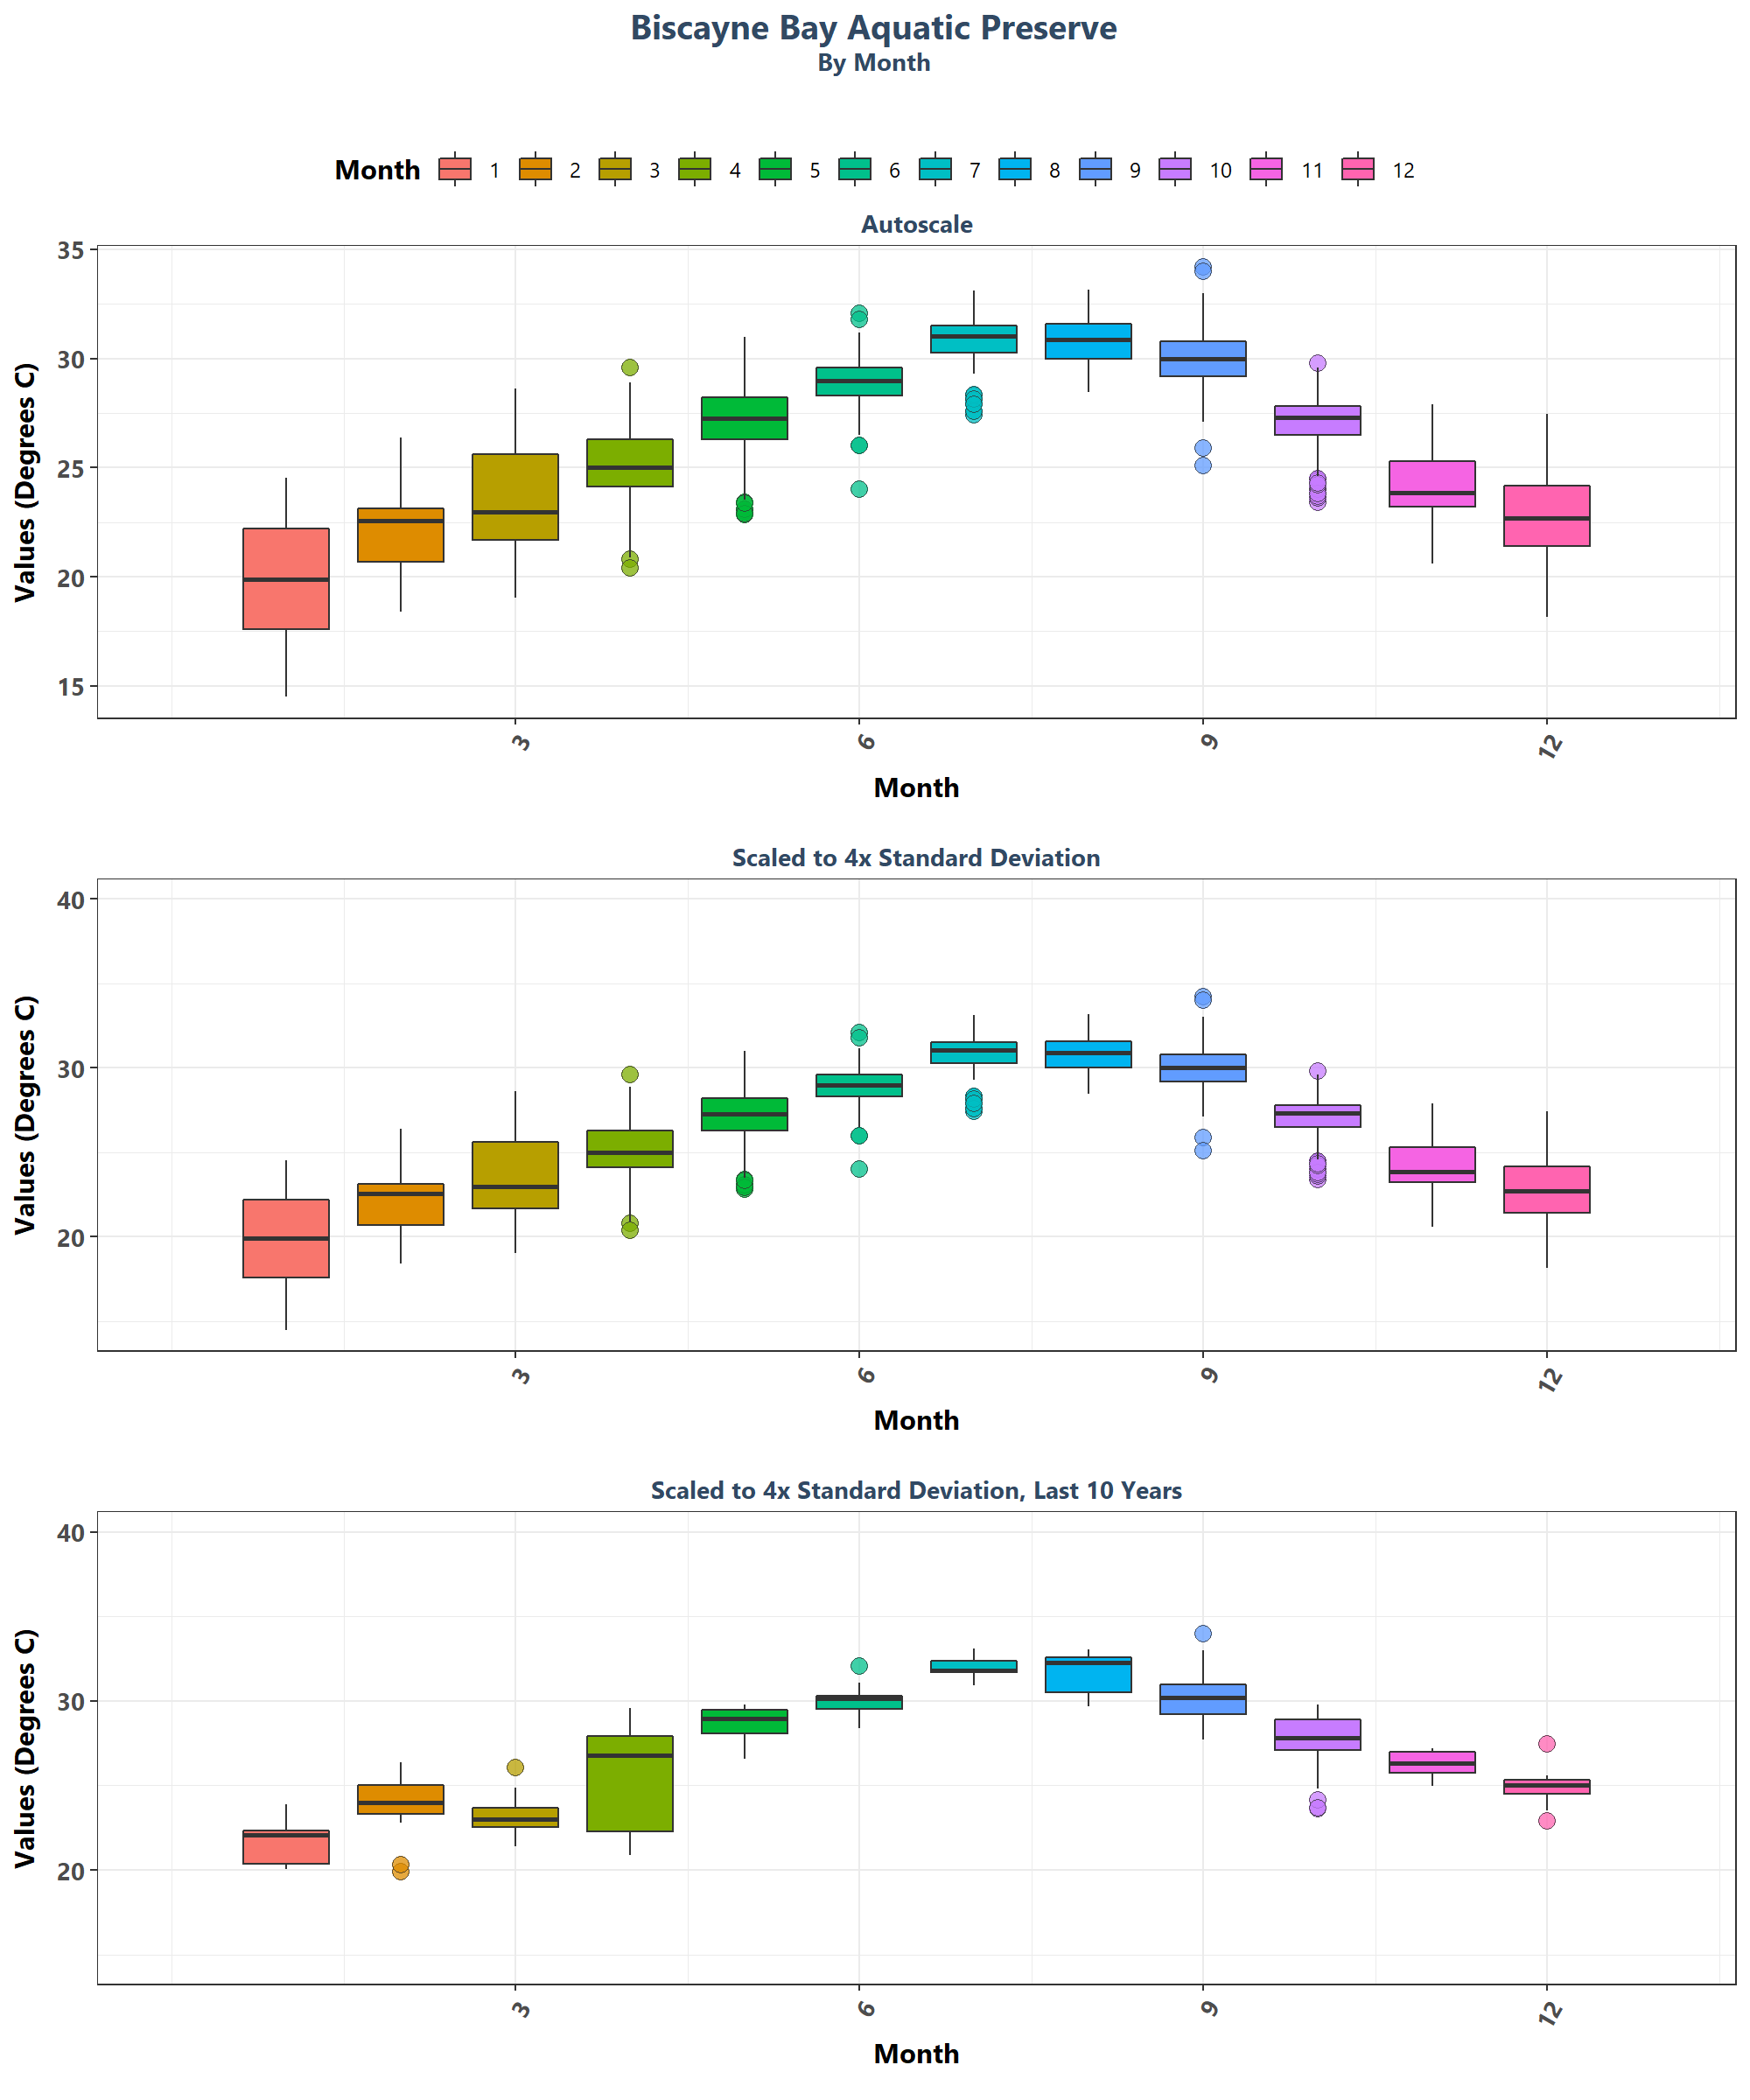 Biscayne Bay Aquatic Preserve
By Month
Month 1 2 3 4 5 6 7 8 9 10 11 12
Autoscale
Values (Degrees C)
35
30
25
20
15
3 6 9 12
Month
Scaled to 4x Standard Deviation
Values (Degrees C)
40
30
20
3 6 9 12
Month
Scaled to 4x Standard Deviation, Last 10 Years
Values (Degrees C)
40
30
20
3 6 9 12
Month